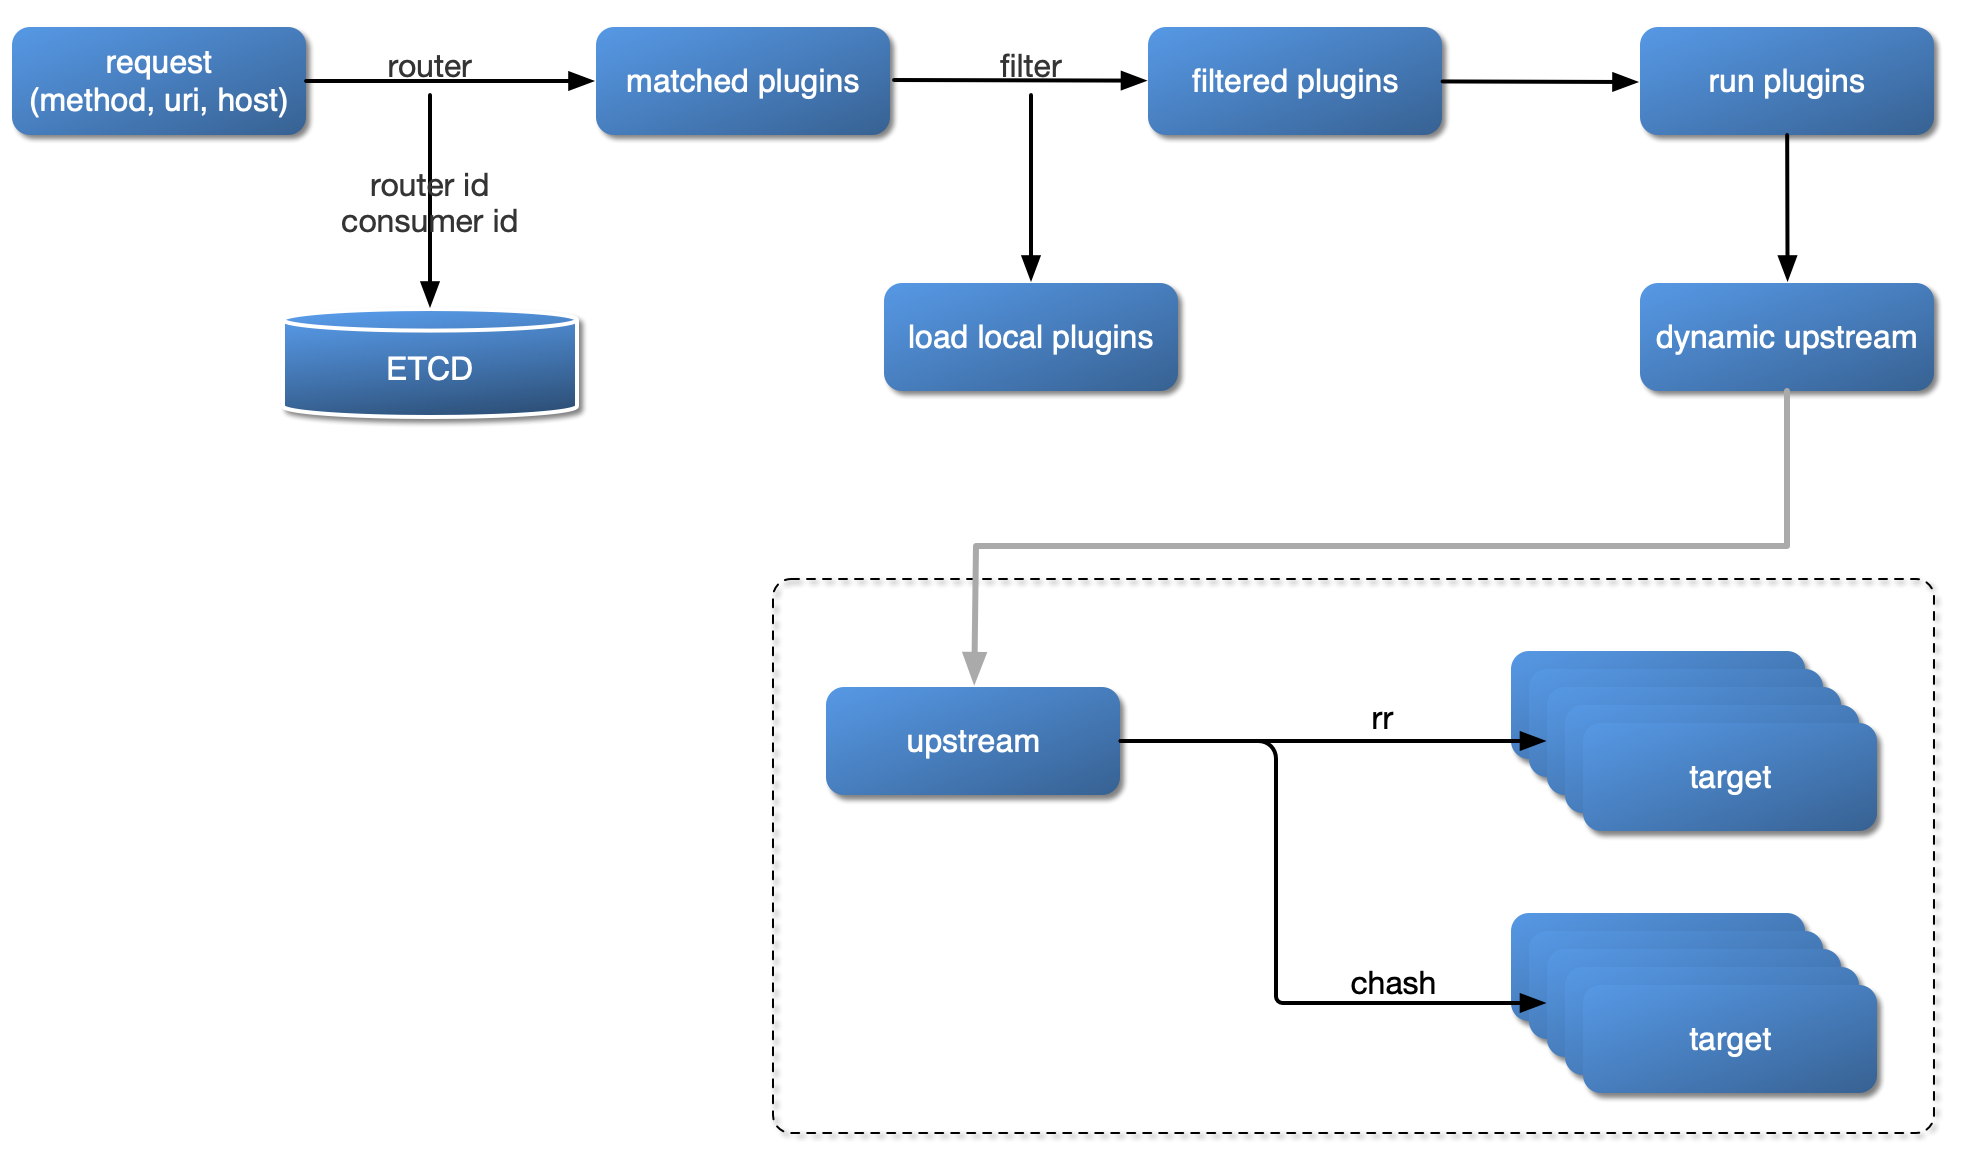 request
(method, uri, host)
router
matched plugins
filter
filtered plugins
run plugins
router id
consumer id
ETCD
load local plugins
dynamic upstream
upstream
rr
target
chash
target